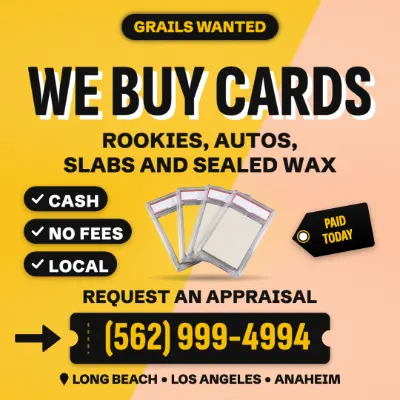 GRAILS WANTED
WE BUY CARDS
ROOKIES, AUTOS,
SLABS AND SEALED WAX
CASH
NO FEES
LOCAL
PAID
TODAY
REQUEST AN APPRAISAL
(562) 999-4994
LONG BEACH • LOS ANGELES • ANAHEIM